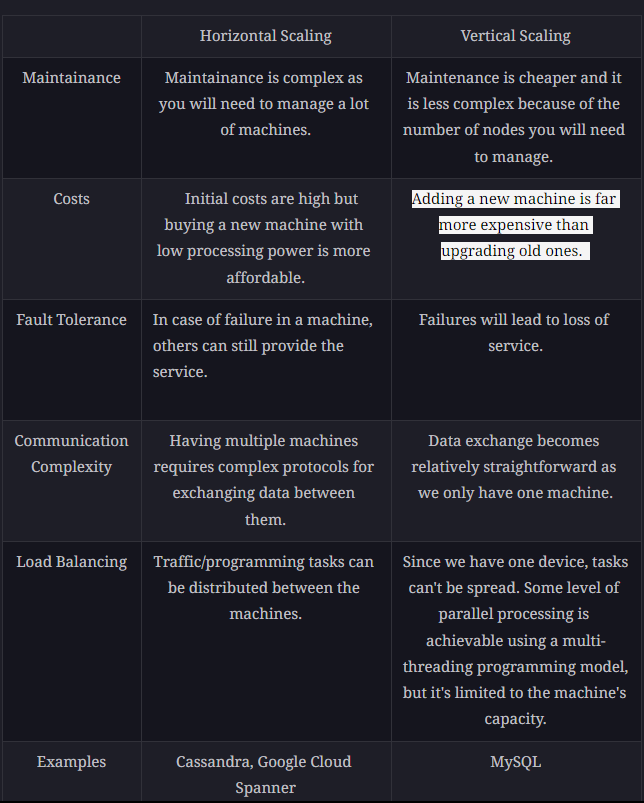 Horizontal Scaling
Vertical Scaling
Maintainance
Maintainance is complex as
you will need to manage a lot
of machines.
Maintenance is cheaper and it
is less complex because of the
number of nodes you will need
to manage.
Costs
Initial costs are high but
buying a new machine with
low processing power is more
affordable.
Adding a new machine is far
more expensive than
upgrading old ones.
Fault Tolerance
In case of failure in a machine,
others can still provide the
service.
Failures will lead to loss of
service.
Communication
Complexity
Having multiple machines
requires complex protocols for
exchanging data between
them.
Data exchange becomes
relatively straightforward as
we only have one machine.
Load Balancing
Traffic/programming tasks can
be distributed between the
machines.
Since we have one device, tasks
can't be spread. Some level of
parallel processing is
achievable using a multi-
threading programming model,
but it's limited to the machine's
capacity.
Examples
Cassandra, Google Cloud
Spanner
MySQL